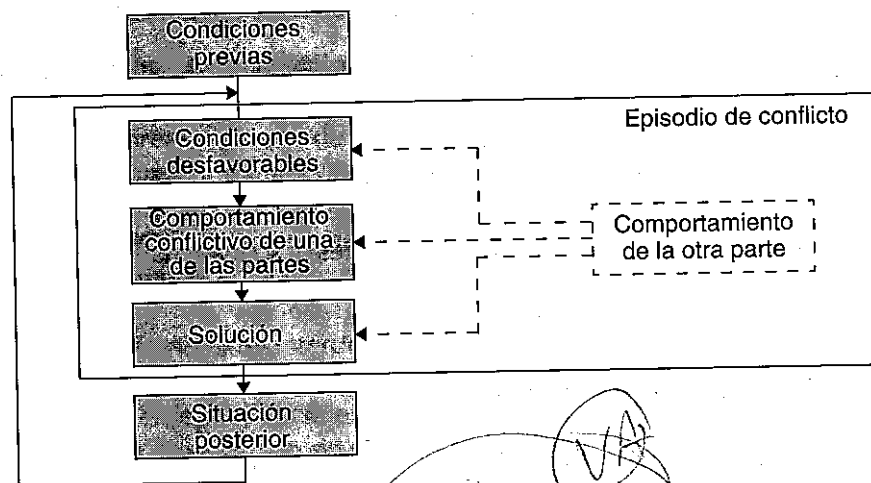 Condiciones
previas
Episodio de conflicto
Condiciones
desfavorables
Comportamiento
conflictivo de una
de las partes
Comportamiento
de la otra parte
Solución
Situación
posterior
VA